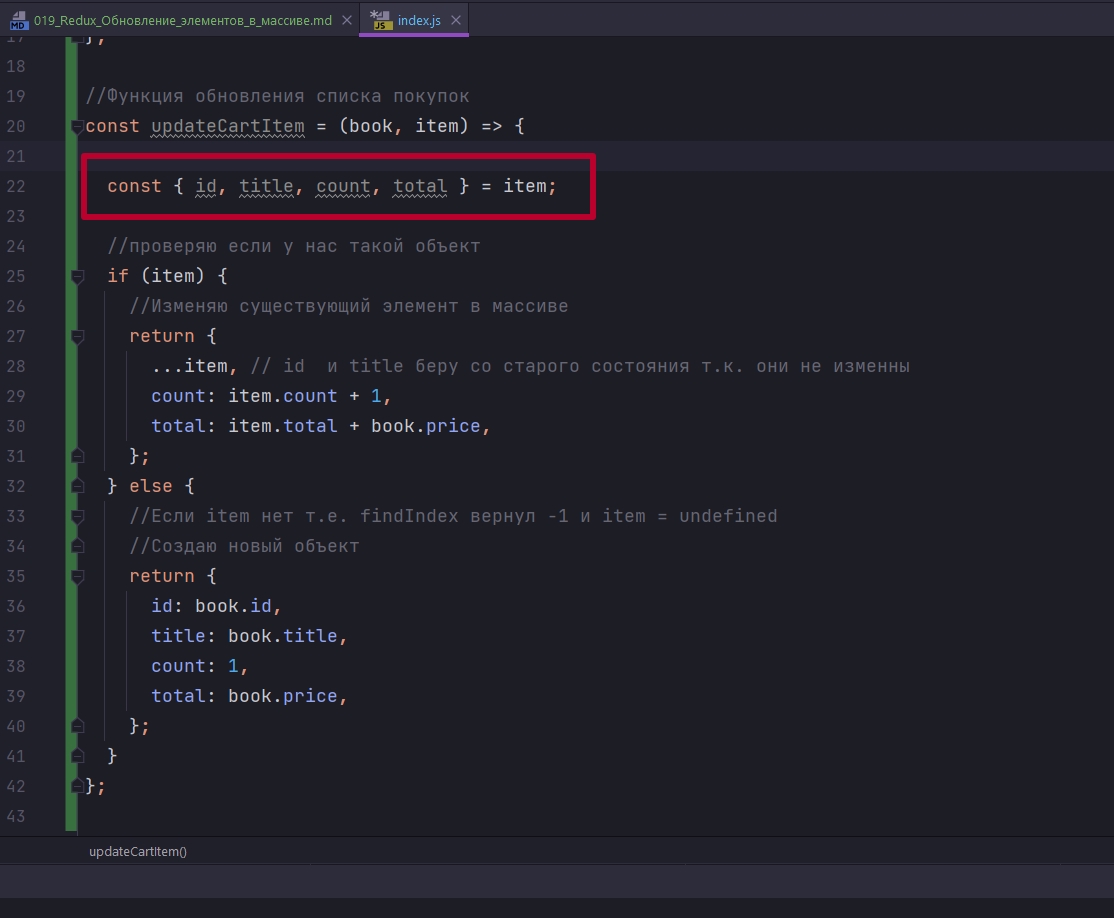 MD 019_Redux_Обновление_элементов_в_массиве.md JS index.js
17 };
18
19 //Функция обновления списка покупок
20 const updateCartItem = (book, item) => {
21
22 const { id, title, count, total } = item;
23
24 //проверяю если у нас такой объект
25 if (item) {
26 //Изменяю существующий элемент в массиве
27 return {
28 ...item, // id  и title беру со старого состояния т.к. они не изменны
29 count: item.count + 1,
30 total: item.total + book.price,
31 };
32 } else {
33 //Если item нет т.е. findIndex вернул -1 и item = undefined
34 //Создаю новый объект
35 return {
36 id: book.id,
37 title: book.title,
38 count: 1,
39 total: book.price,
40 };
41 }
42 };
43
updateCartItem()